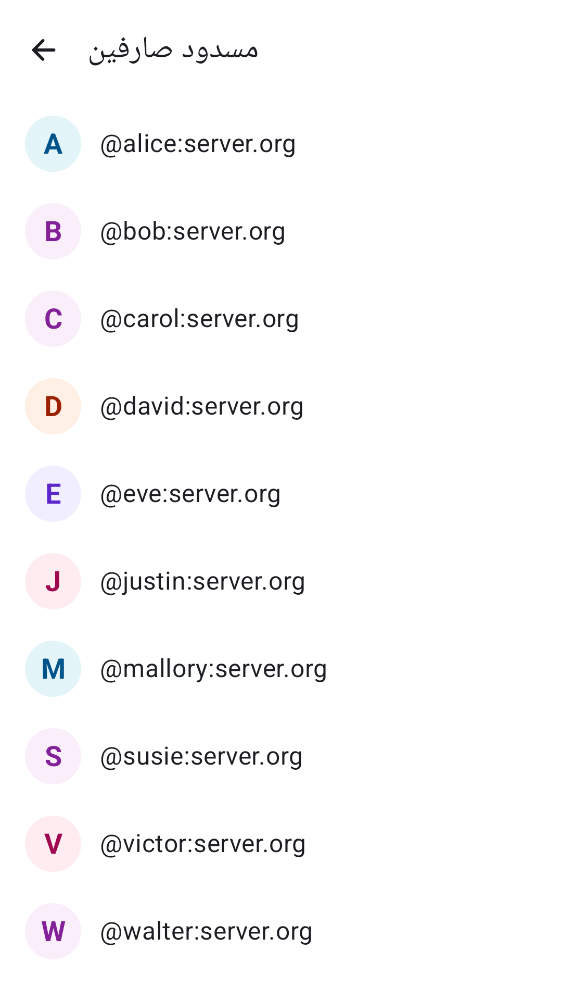 مسدود صارفین
A @alice:server.org
B @bob:server.org
C @carol:server.org
D @david:server.org
E @eve:server.org
J @justin:server.org
M @mallory:server.org
S @susie:server.org
V @victor:server.org
W @walter:server.org